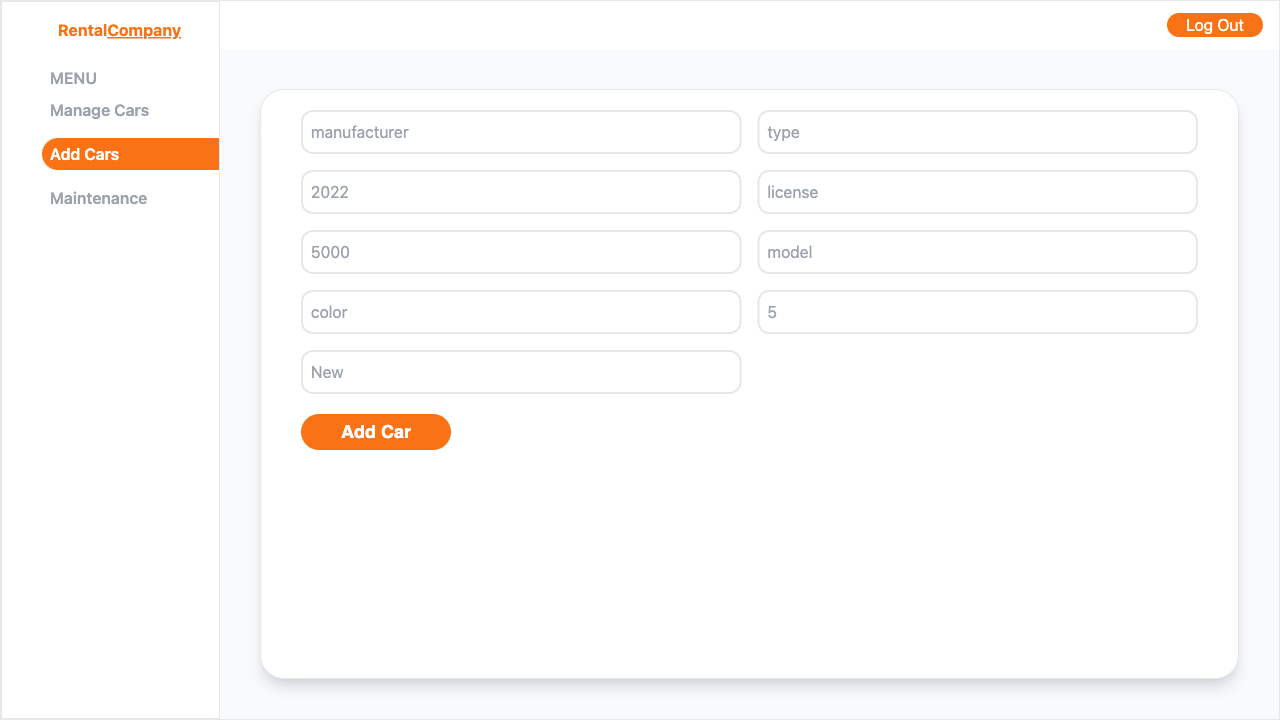 RentalCompany
Log Out
MENU
Manage Cars
Add Cars
Maintenance
manufacturer
type
2022
license
5000
model
color
5
New
Add Car